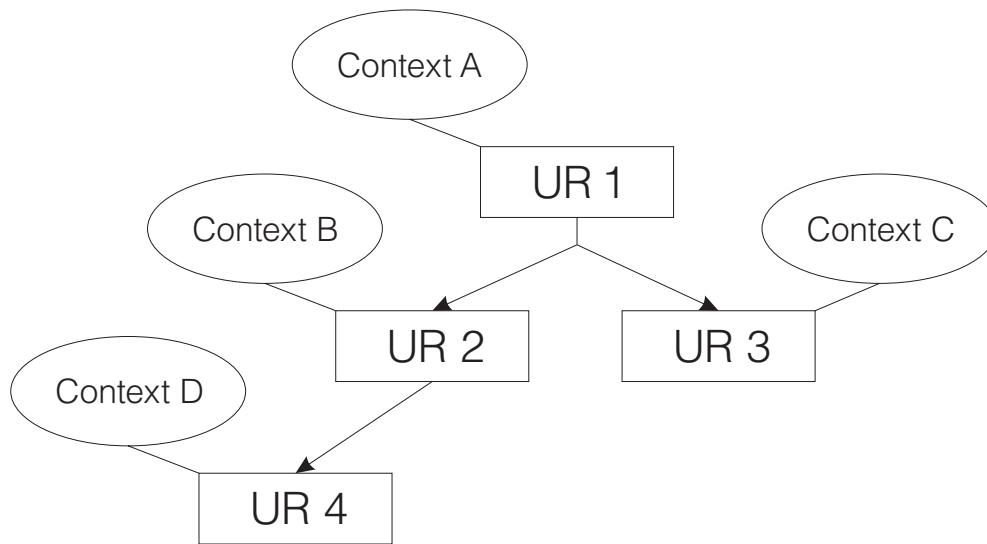 Context A
UR 1
Context B
Context C
UR 2
UR 3
Context D
UR 4